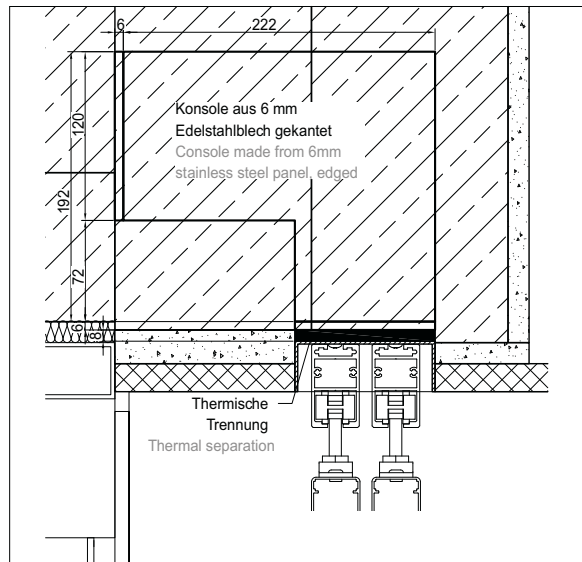 6
222
Konsole aus 6 mm
Edelstahlblech gekantet
Console made from 6mm
stainless steel panel, edged
120
192
72
6
8
Thermische
Trennung
Thermal separation